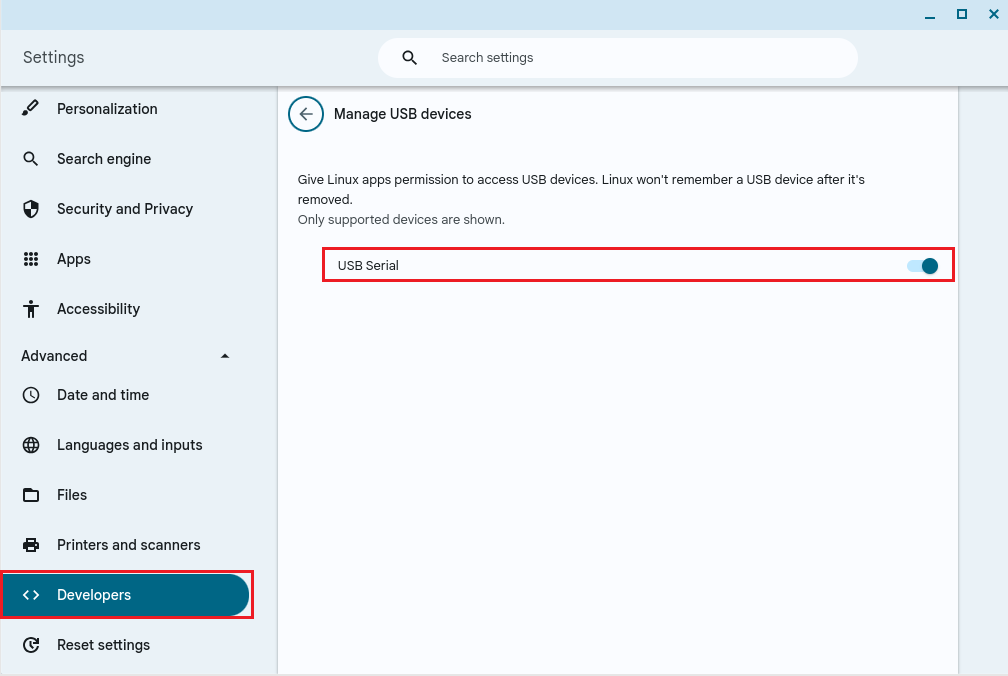 Settings
Search settings
Personalization
Search engine
Security and Privacy
Apps
Accessibility
Advanced
Date and time
Languages and inputs
Files
Printers and scanners
Developers
Reset settings
Manage USB devices
Give Linux apps permission to access USB devices. Linux won't remember a USB device after it's
removed.
Only supported devices are shown.
USB Serial